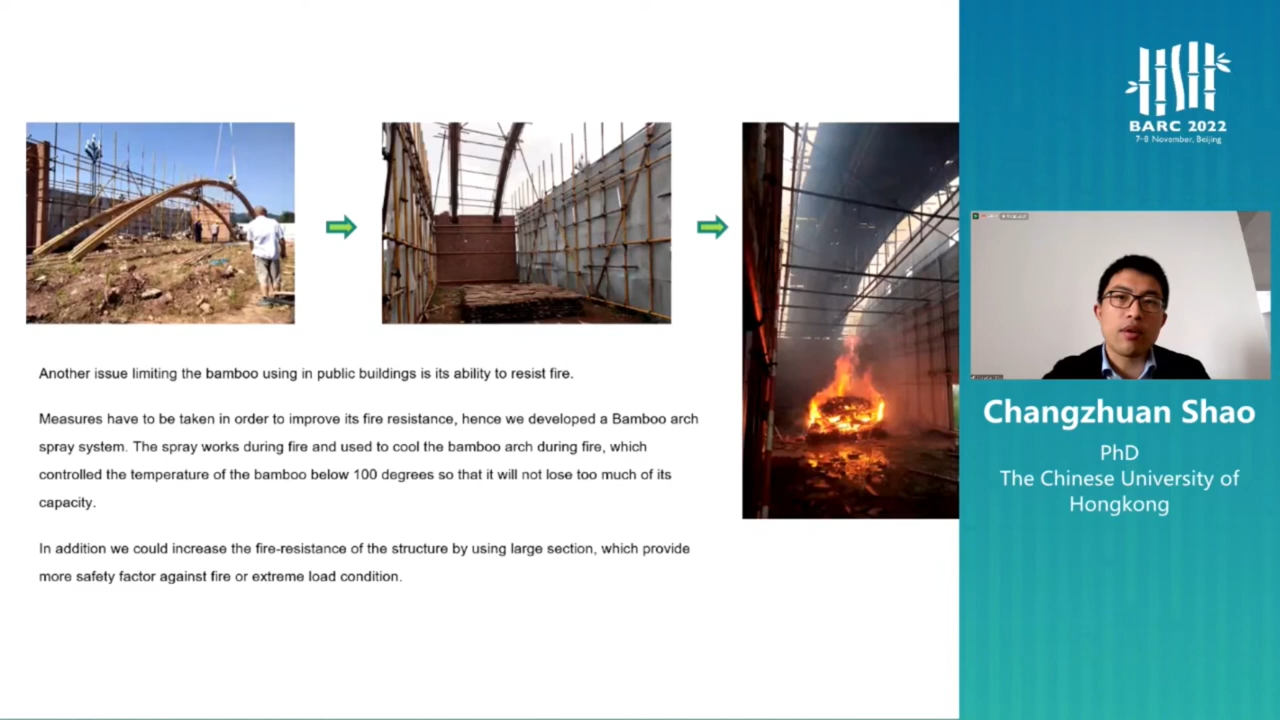 Another issue limiting the bamboo using in public buildings is its ability to resist fire.
Measures have to be taken in order to improve its fire resistance, hence we developed a Bamboo arch
spray system. The spray works during fire and used to cool the bamboo arch during fire, which
controlled the temperature of the bamboo below 100 degrees so that it will not lose too much of its
capacity.
In addition we could increase the fire-resistance of the structure by using large section, which provide
more safety factor against fire or extreme load condition.
BARC 2022
7-8 November, Beijing
Changzhuan Shao
PhD
The Chinese University of
Hongkong